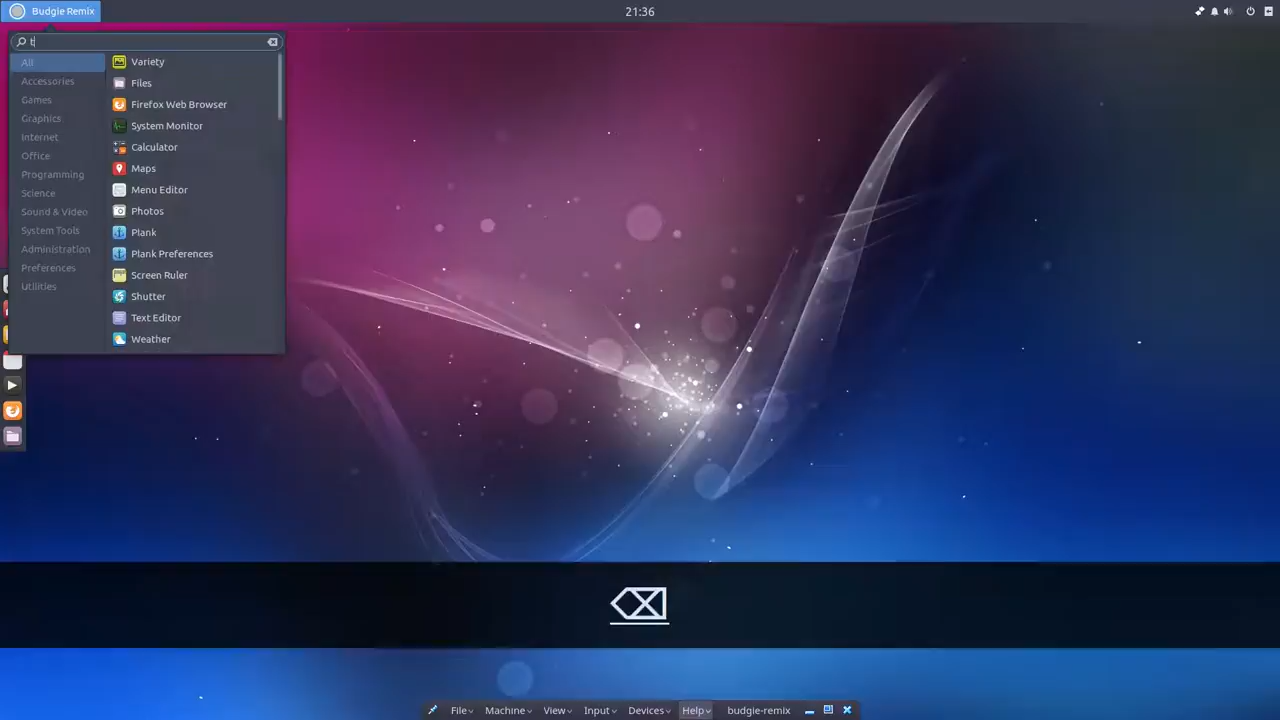 Budgie Remix
21:36
t
All
Accessories
Games
Graphics
Internet
Office
Programming
Science
Sound & Video
System Tools
Administration
Preferences
Utilities
Variety
Files
Firefox Web Browser
System Monitor
Calculator
Maps
Menu Editor
Photos
Plank
Plank Preferences
Screen Ruler
Shutter
Text Editor
Weather
File Machine View Input Devices Help budgie-remix